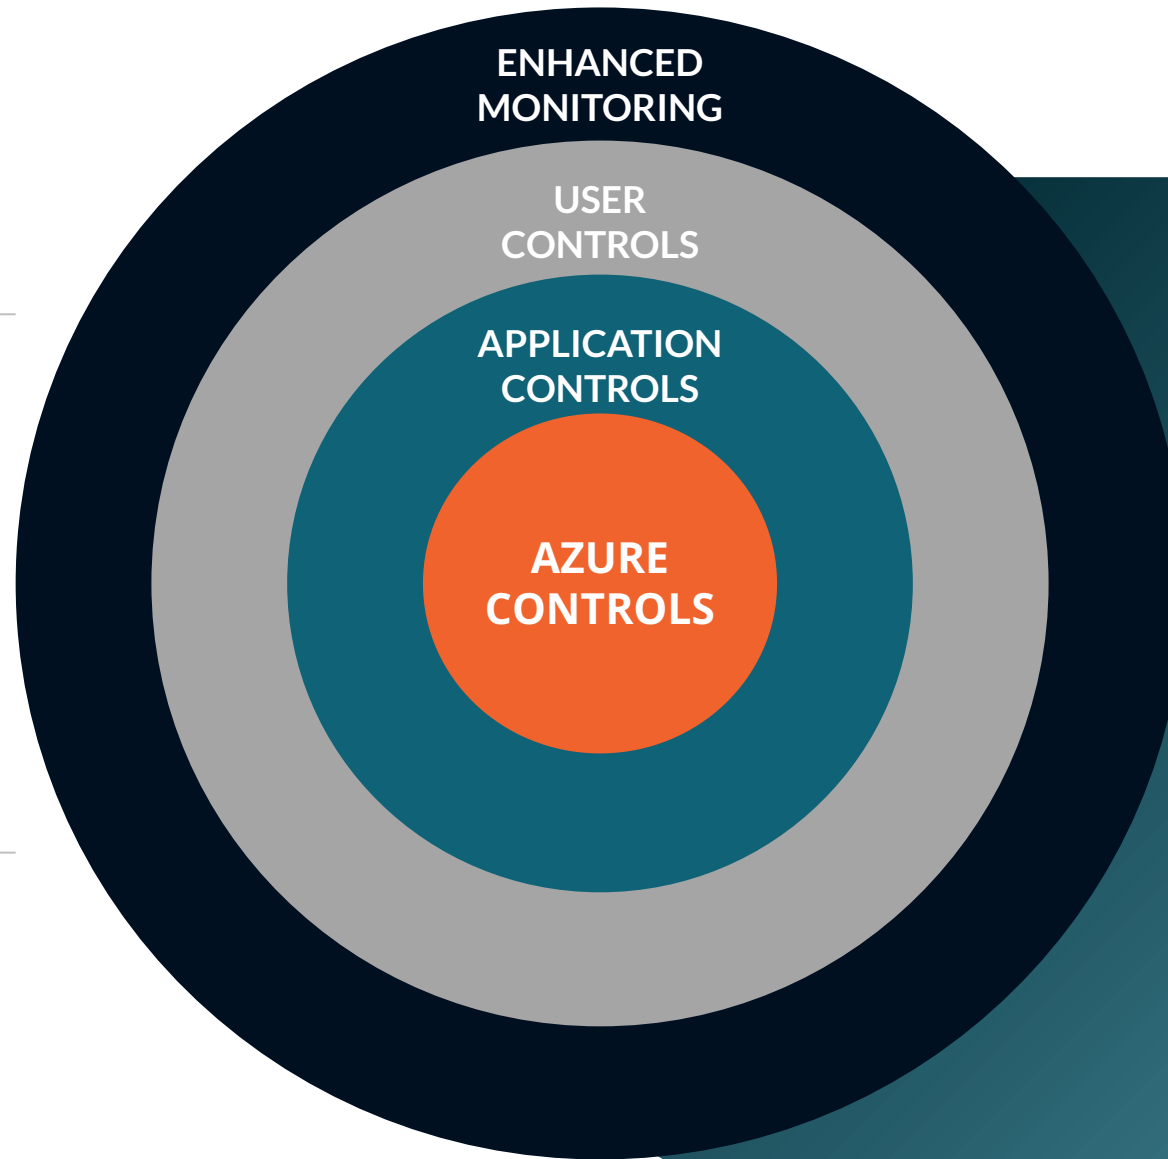 ENHANCED
MONITORING
USER
CONTROLS
APPLICATION
CONTROLS
AZURE
CONTROLS